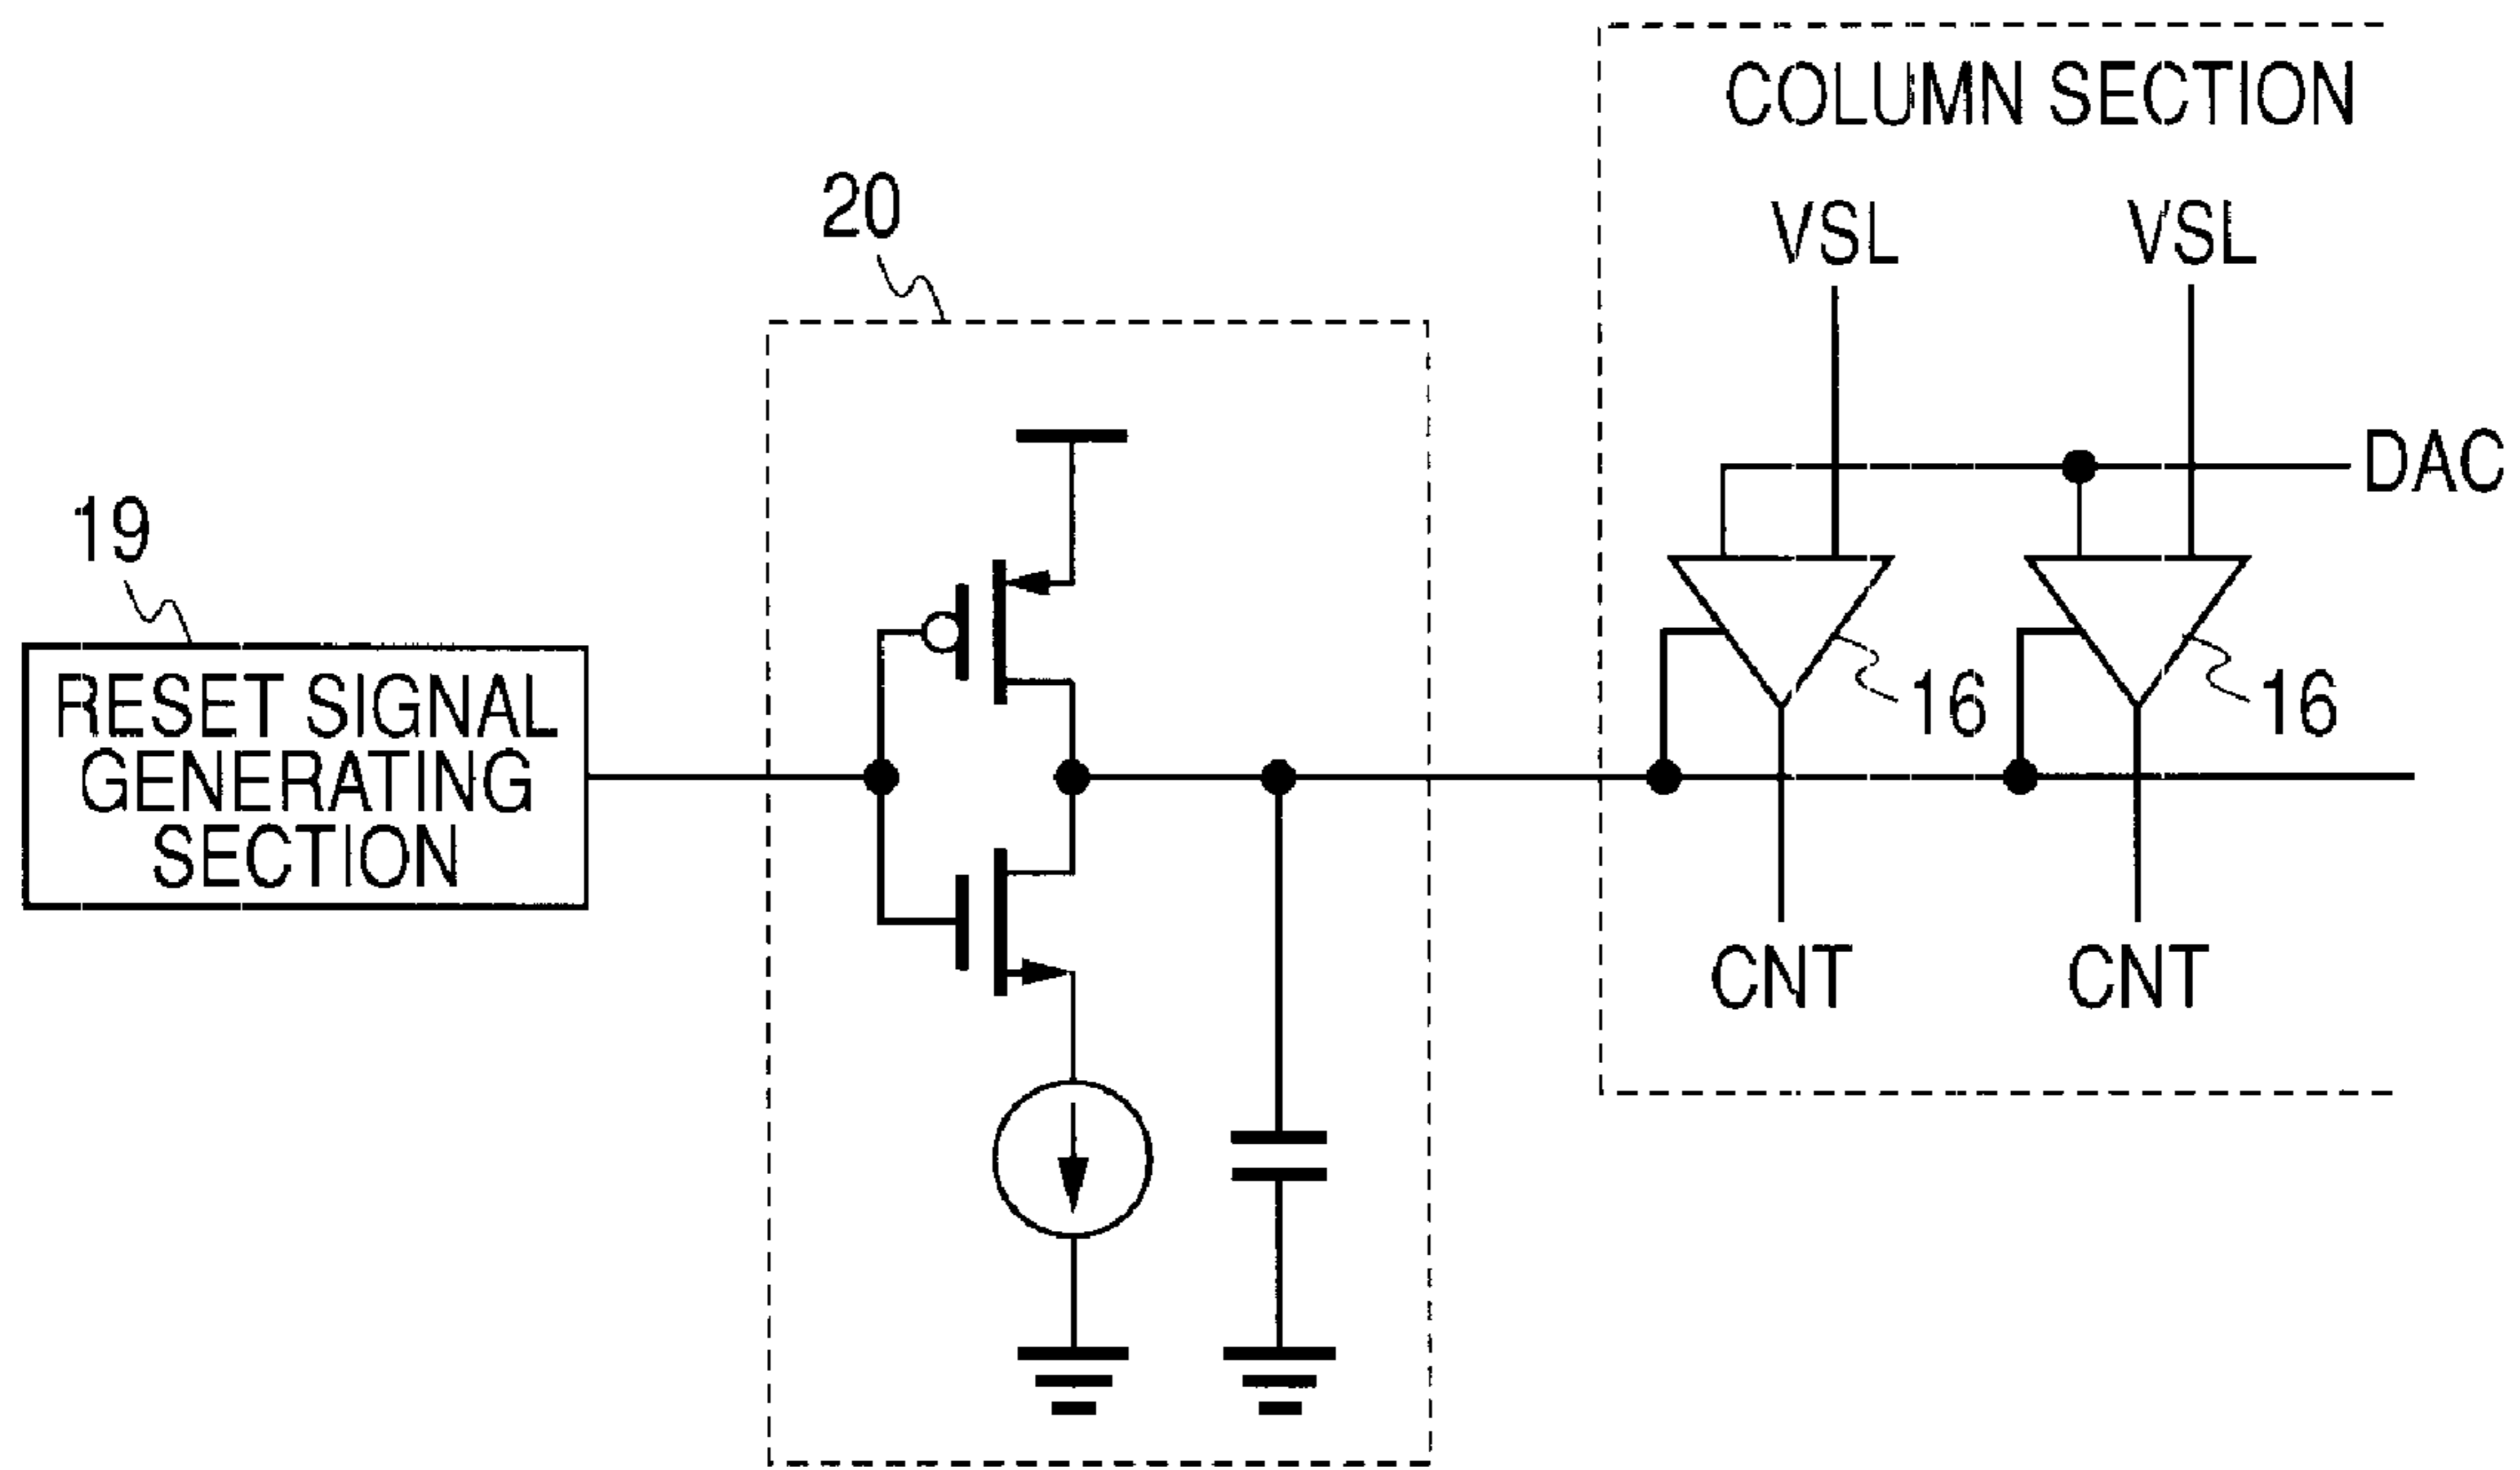 COLUMN SECTION
20
VSL
VSL
DAC
19
RESET SIGNAL
GENERATING
SECTION
16
16
CNT
CNT